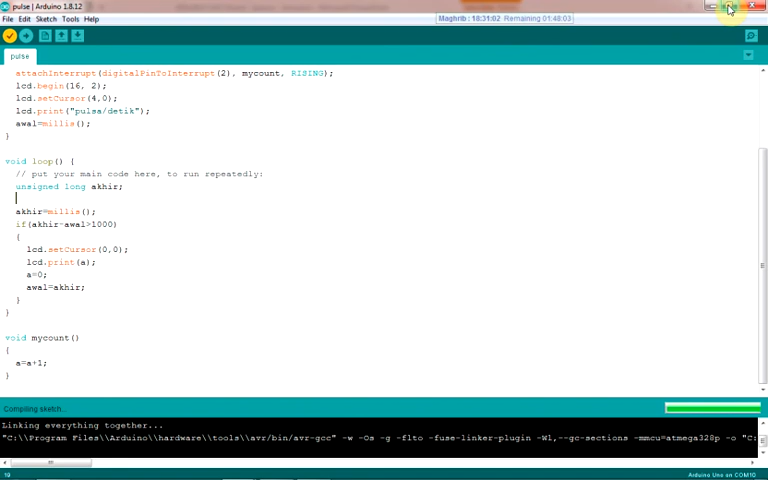 pulse | Arduino 1.8.12
Maghrib : 18:31:02 Remaining 01:48:03
File Edit Sketch Tools Help
pulse
attachInterrupt(digitalPinToInterrupt(2), mycount, RISING);
lcd.begin(16, 2);
lcd.setCursor(4,0);
lcd.print("pulsa/detik");
awal=millis();
}
void loop() {
// put your main code here, to run repeatedly:
unsigned long akhir;
akhir=millis();
if(akhir-awal>1000)
{
lcd.setCursor(0,0);
lcd.print(a);
a=0;
awal=akhir;
}
}
void mycount()
{
a=a+1;
}
Compiling sketch...
Linking everything together...
"C:\\Program Files\\Arduino\\hardware\\tools\\avr/bin/avr-gcc" -w -Os -g -flto -fuse-linker-plugin -Wl,--gc-sections -mmcu=atmega328p -o "C:
19
Arduino Uno on COM10